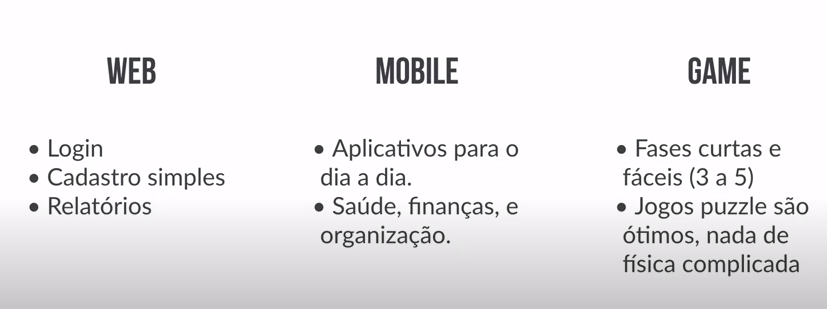 WEB
• Login
• Cadastro simples
• Relatórios
MOBILE
• Aplicativos para o
dia a dia.
• Saúde, finanças, e
organização.
GAME
• Fases curtas e
fáceis (3 a 5)
• Jogos puzzle são
ótimos, nada de
física complicada